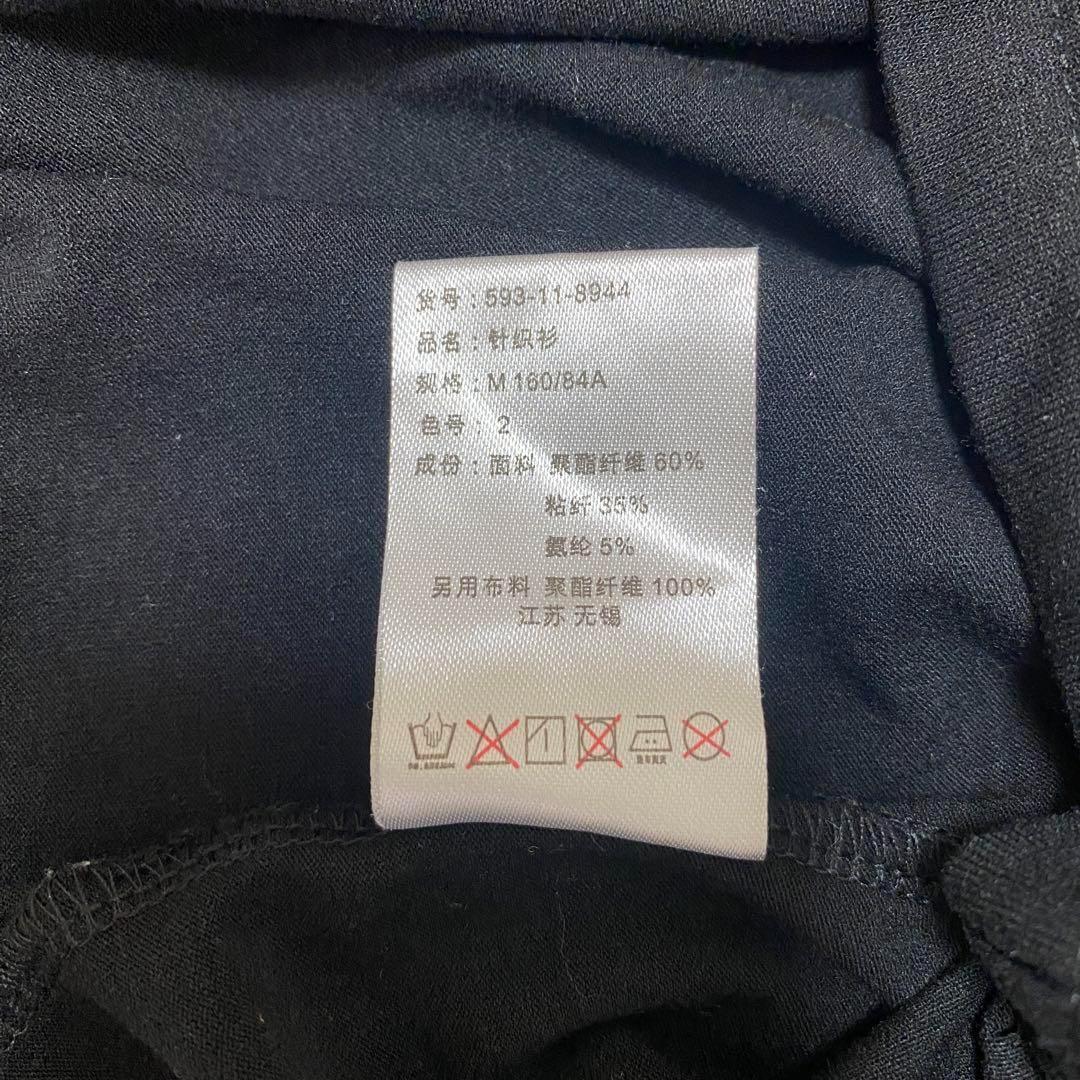 货号：593-11-8944
品名：针织衫
规格：M 160/84A
色号：2
成份：面料 聚酯纤维 60%
粘纤 35%
氨纶 5%
另用布料 聚酯纤维 100%
江苏 无锡